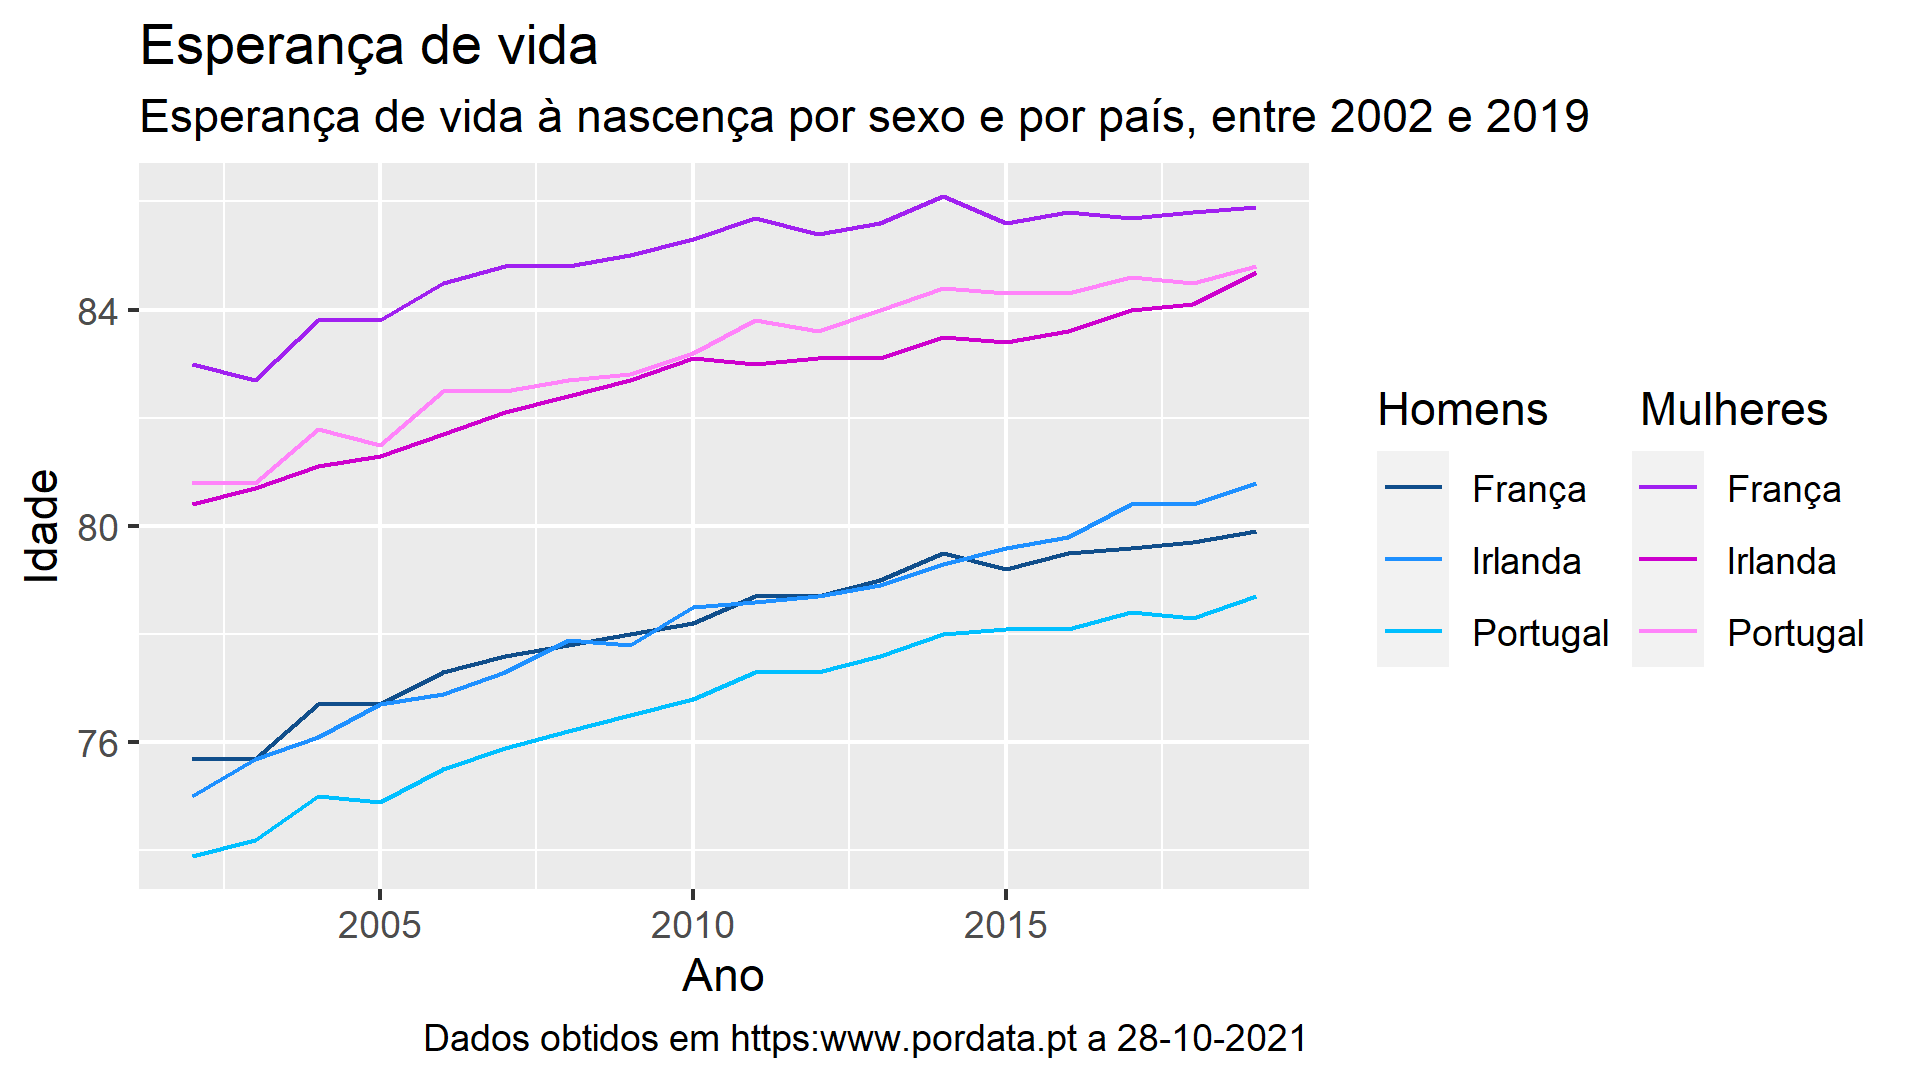 Esperança de vida
Esperança de vida à nascença por sexo e por país, entre 2002 e 2019
Idade
84
80
76
2005
2010
2015
Ano
Homens
França
Irlanda
Portugal
Mulheres
França
Irlanda
Portugal
Dados obtidos em https:www.pordata.pt a 28-10-2021